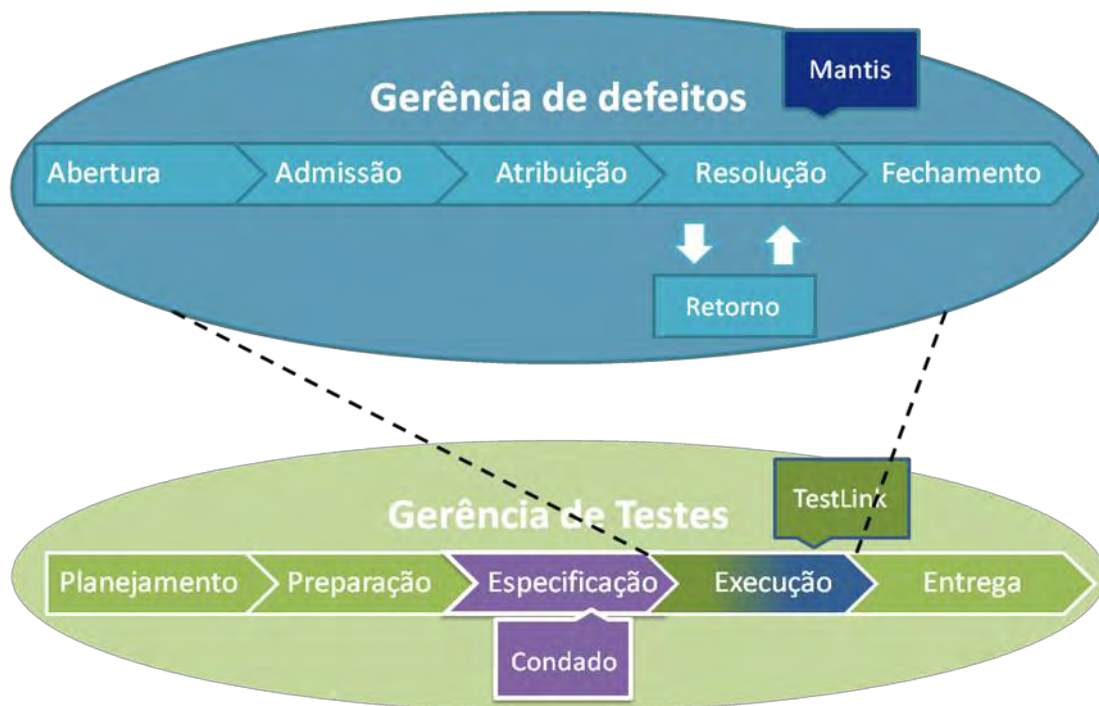 Mantis
Gerência de defeitos
Abertura
Admissão
Atribuição
Resolução
Fechamento
Retorno
TestLink
Gerência de Testes
Planejamento
Preparação
Especificação
Execução
Entrega
Condado